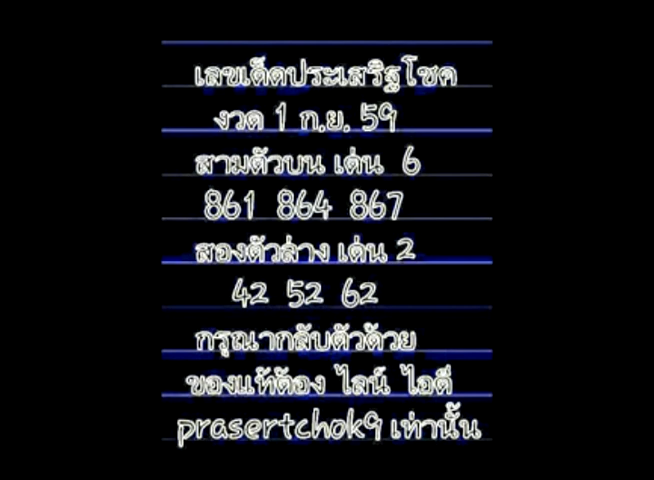 เลขเด็ดประเสริฐโชค
งวด 1 ก.ย. 59
สามตัวบน เด่น 6
861 864 867
สองตัวล่าง เด่น 2
42 52 62
กรุณากลับตัวด้วย
ของแท้ต้อง ไลน์ ไอดี
prasertchok9 เท่านั้น